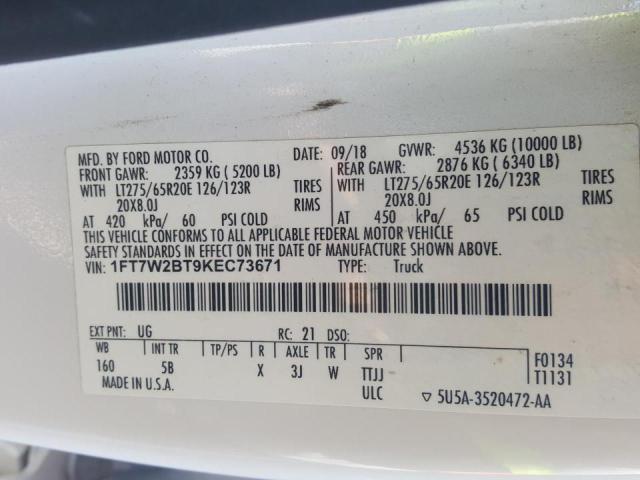 MFD. BY FORD MOTOR CO. DATE: 09/18 GVWR: 4536 KG (10000 LB)
FRONT GAWR: 2359 KG ( 5200 LB) REAR GAWR: 2876 KG ( 6340 LB)
WITH LT275/65R20E 126/123R TIRES WITH LT275/65R20E 126/123R TIRES
20X8.0J RIMS 20X8.0J RIMS
AT 420 kPa/ 60 PSI COLD AT 450 kPa/ 65 PSI COLD
THIS VEHICLE CONFORMS TO ALL APPLICABLE FEDERAL MOTOR VEHICLE
SAFETY STANDARDS IN EFFECT ON THE DATE OF MANUFACTURE SHOWN ABOVE.
VIN: 1FT7W2BT9KEC73671 TYPE: Truck
EXT PNT: UG RC: 21 DSO:
WB INT TR TP/PS R AXLE TR SPR F0134
160 5B X 3J W TTJJ T1131
MADE IN U.S.A. ULC ▽ 5U5A-3520472-AA